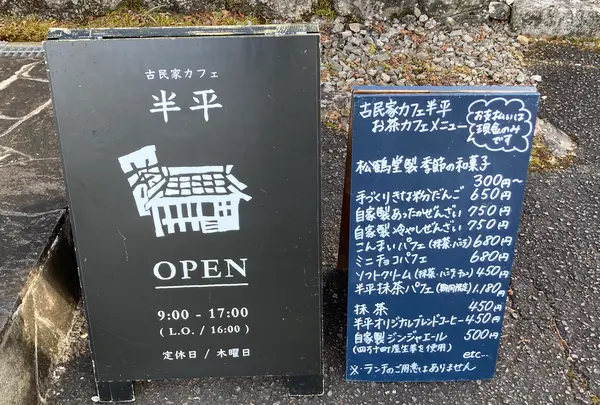 古民家カフェ
半平
OPEN
9:00 - 17:00
( L.O. / 16:00 )
定休日 / 木曜日
古民家カフェ半平
お茶カフェメニュー
お支払いは
現金のみ
です
松鶴堂製 季節の和菓子
300円～
手づくりきな粉だんご 650円
自家製あったかぜんざい 750円
自家製 冷やしぜんざい 750円
こんまいパフェ(抹茶・バニラ) 680円
ミニチョコパフェ 680円
ソフトクリーム(抹茶・バニラ・チョコ) 450円
半平抹茶パフェ(期間限定) 1,180円
抹茶 450円
半平オリジナルブレンドコーヒー 450円
自家製ジンジャエール 500円
(四万十町産生姜を使用)
etc...
※ランチのご用意はありません